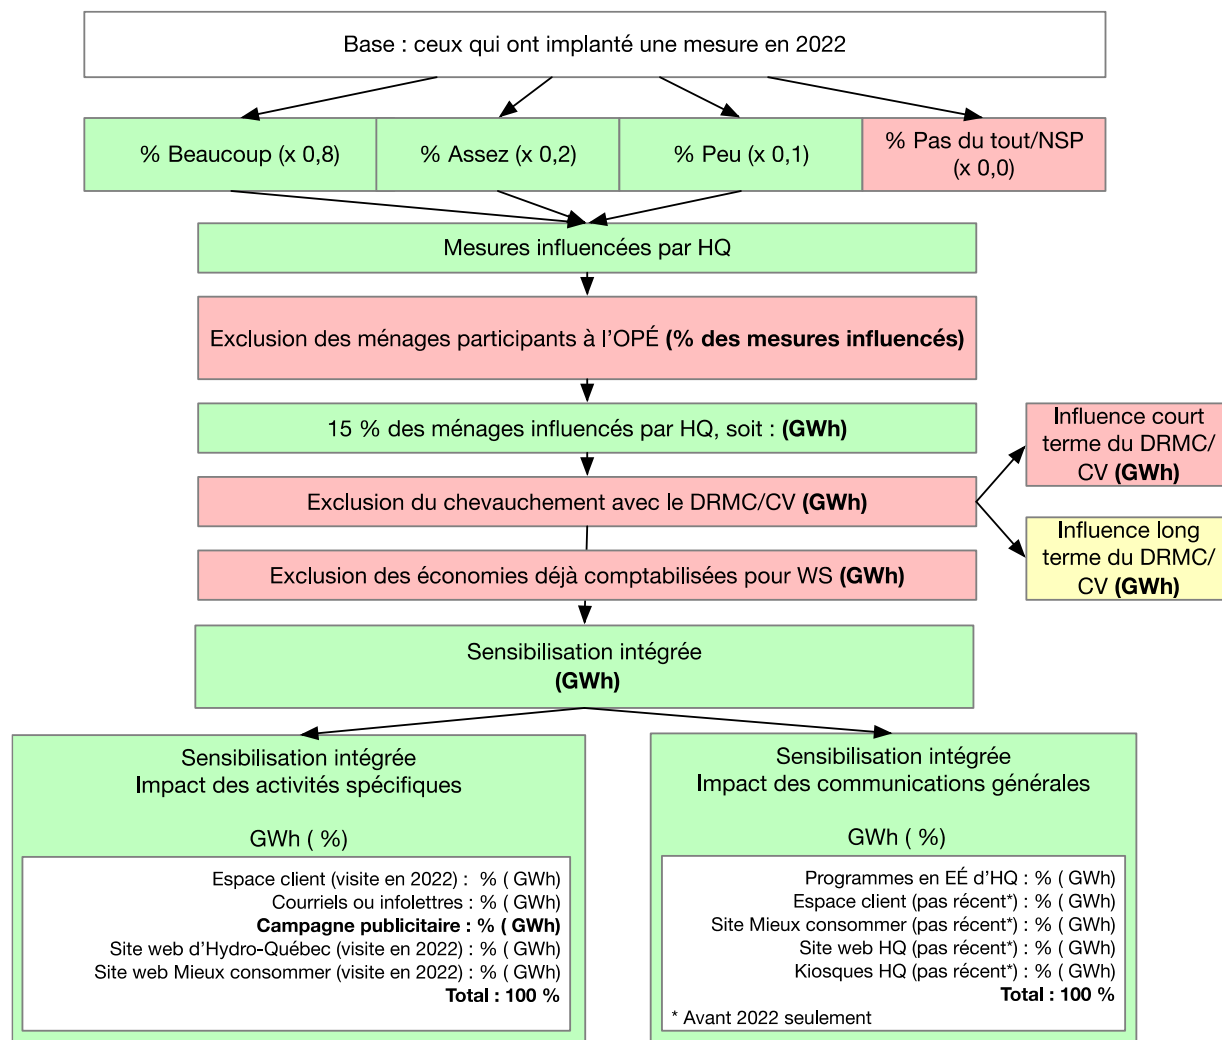 Base : ceux qui ont implanté une mesure en 2022
% Beaucoup (x 0,8)
% Assez (x 0,2)
% Peu (x 0,1)
% Pas du tout/NSP
(x 0,0)
Mesures influencées par HQ
Exclusion des ménages participants à l’OPÉ (% des mesures influencés)
15 % des ménages influencés par HQ, soit : (GWh)
Exclusion du chevauchement avec le DRMC/CV (GWh)
Influence court
terme du DRMC/
CV (GWh)
Influence long
terme du DRMC/
CV (GWh)
Exclusion des économies déjà comptabilisées pour WS (GWh)
Sensibilisation intégrée
(GWh)
Sensibilisation intégrée
Impact des activités spécifiques
GWh ( %)
Espace client (visite en 2022) : % ( GWh)
Courriels ou infolettres : % ( GWh)
Campagne publicitaire : % ( GWh)
Site web d’Hydro-Québec (visite en 2022) : % ( GWh)
Site web Mieux consommer (visite en 2022) : % ( GWh)
Total : 100 %
Sensibilisation intégrée
Impact des communications générales
GWh ( %)
Programmes en EÉ d’HQ : % ( GWh)
Espace client (pas récent*) : % ( GWh)
Site Mieux consommer (pas récent*) : % ( GWh)
Site web HQ (pas récent*) : % ( GWh)
Kiosques HQ (pas récent*) : % ( GWh)
Total : 100 %
* Avant 2022 seulement